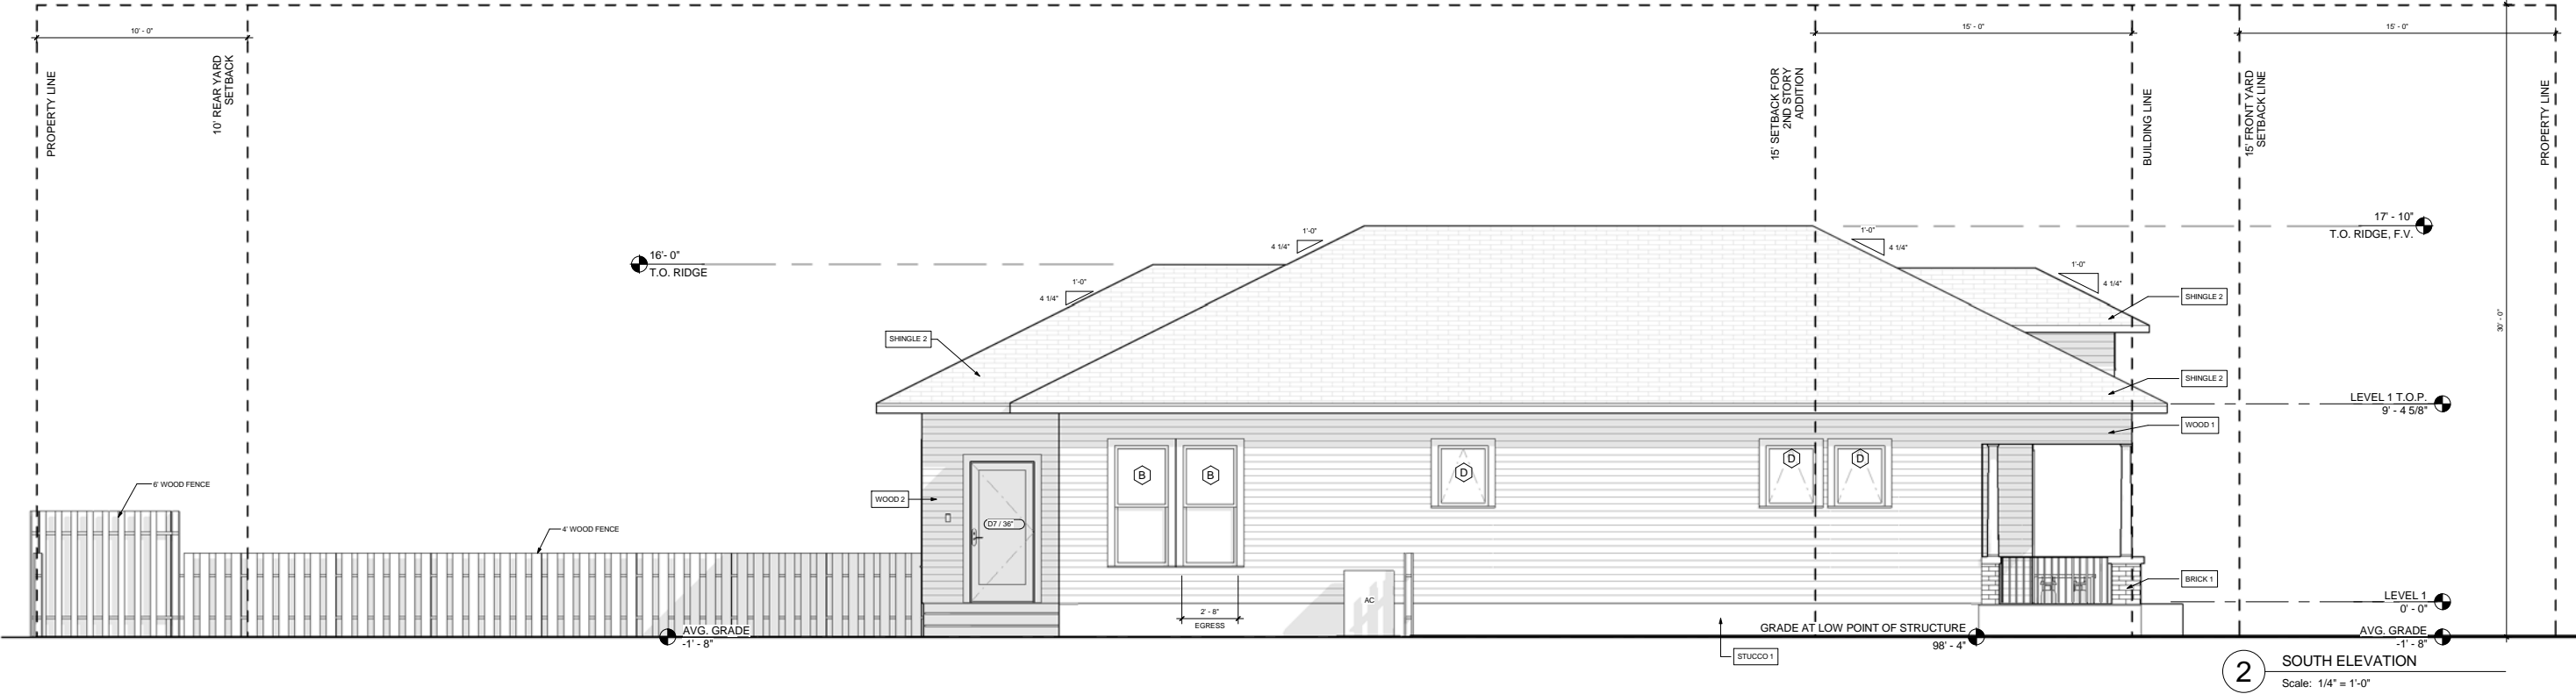 10' - 0"
15' - 0"
15' - 0"
PROPERTY LINE
10' REAR YARD
SETBACK
15' SETBACK FOR
2ND STORY
ADDITION
BUILDING LINE
15' FRONT YARD
SETBACK LINE
PROPERTY LINE
17' - 10"
T.O. RIDGE, F.V.
16'- 0"
T.O. RIDGE
1'-0"
4 1/4"
1'-0"
4 1/4"
1'-0"
4 1/4"
1'-0"
4 1/4"
SHINGLE 2
SHINGLE 2
SHINGLE 2
30' - 0"
LEVEL 1 T.O.P.
9' - 4 5/8"
WOOD 1
6' WOOD FENCE
4' WOOD FENCE
WOOD 2
D7 / 36"
B
B
D
D
D
AC
2' - 8"
EGRESS
BRICK 1
LEVEL 1
0' - 0"
AVG. GRADE
-1' - 8"
GRADE AT LOW POINT OF STRUCTURE
98' - 4"
AVG. GRADE
-1' - 8"
STUCCO 1
2
SOUTH ELEVATION
Scale: 1/4" = 1'-0"